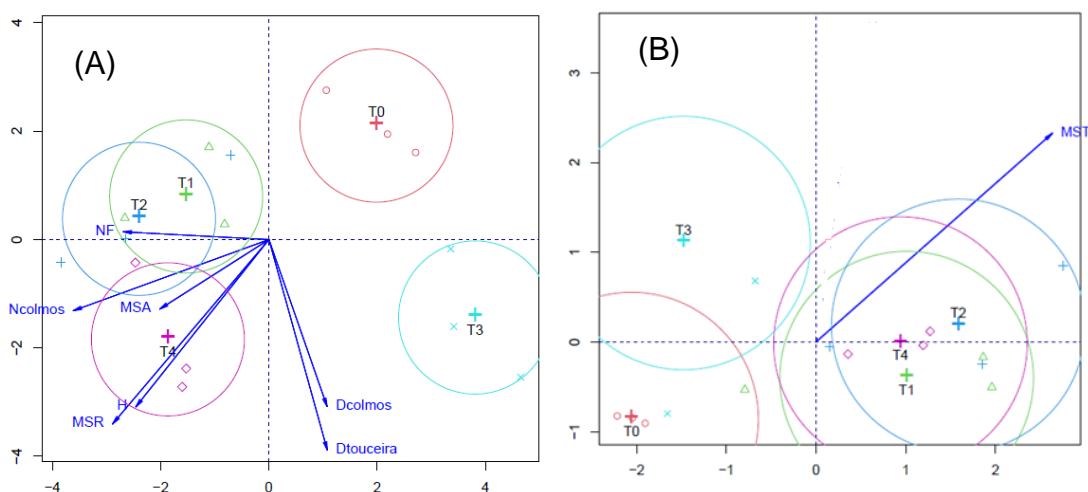 (A)
4
2
0
−2
−4
−4
−2
0
2
4
T0
T1
T2
NF
Ncolmos
MSA
T4
T3
H
MSR
Dcolmos
Dtouceira
(B)
3
2
1
0
−1
−2
−1
0
1
2
MST
T3
T2
T4
T1
T0